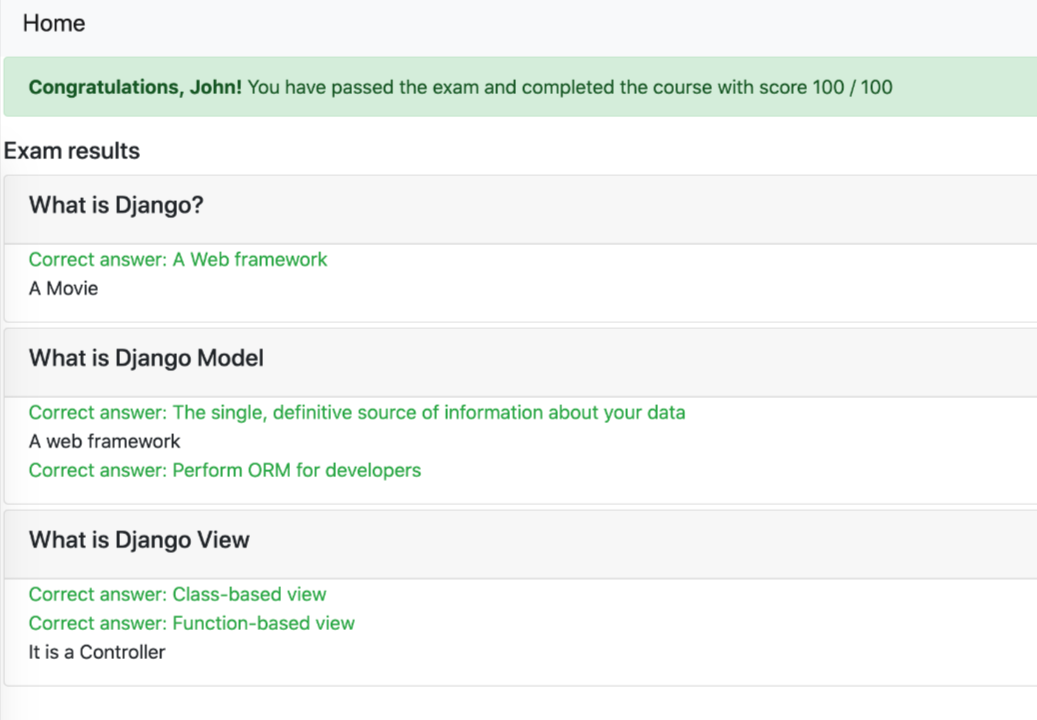 Home
Congratulations, John! You have passed the exam and completed the course with score 100 / 100
Exam results
What is Django?
Correct answer: A Web framework
A Movie
What is Django Model
Correct answer: The single, definitive source of information about your data
A web framework
Correct answer: Perform ORM for developers
What is Django View
Correct answer: Class-based view
Correct answer: Function-based view
It is a Controller